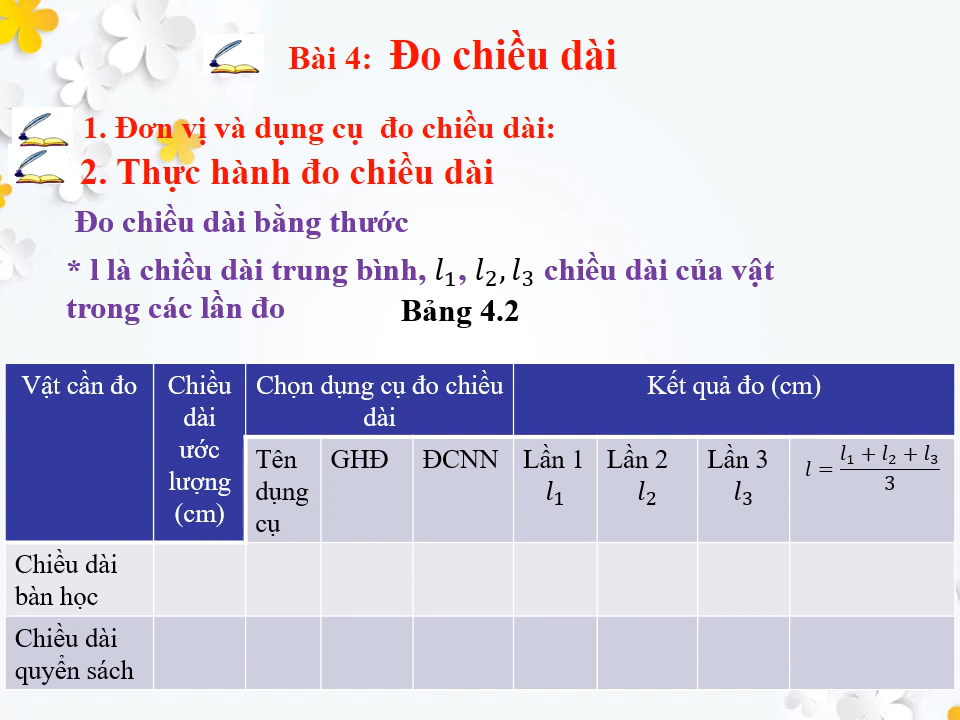 Bài 4: Đo chiều dài
1. Đơn vị và dụng cụ đo chiều dài:
2. Thực hành đo chiều dài
Đo chiều dài bằng thước
* l là chiều dài trung bình, l₁, l₂, l₃ chiều dài của vật
trong các lần đo
Bảng 4.2
Vật cần đo
Chiều
dài
ước
lượng
(cm)
Chọn dụng cụ đo chiều
dài
Kết quả đo (cm)
Tên
dụng
cụ
GHĐ
ĐCNN
Lần 1
l₁
Lần 2
l₂
Lần 3
l₃
l = (l₁ + l₂ + l₃)/3
Chiều dài
bàn học
Chiều dài
quyển sách